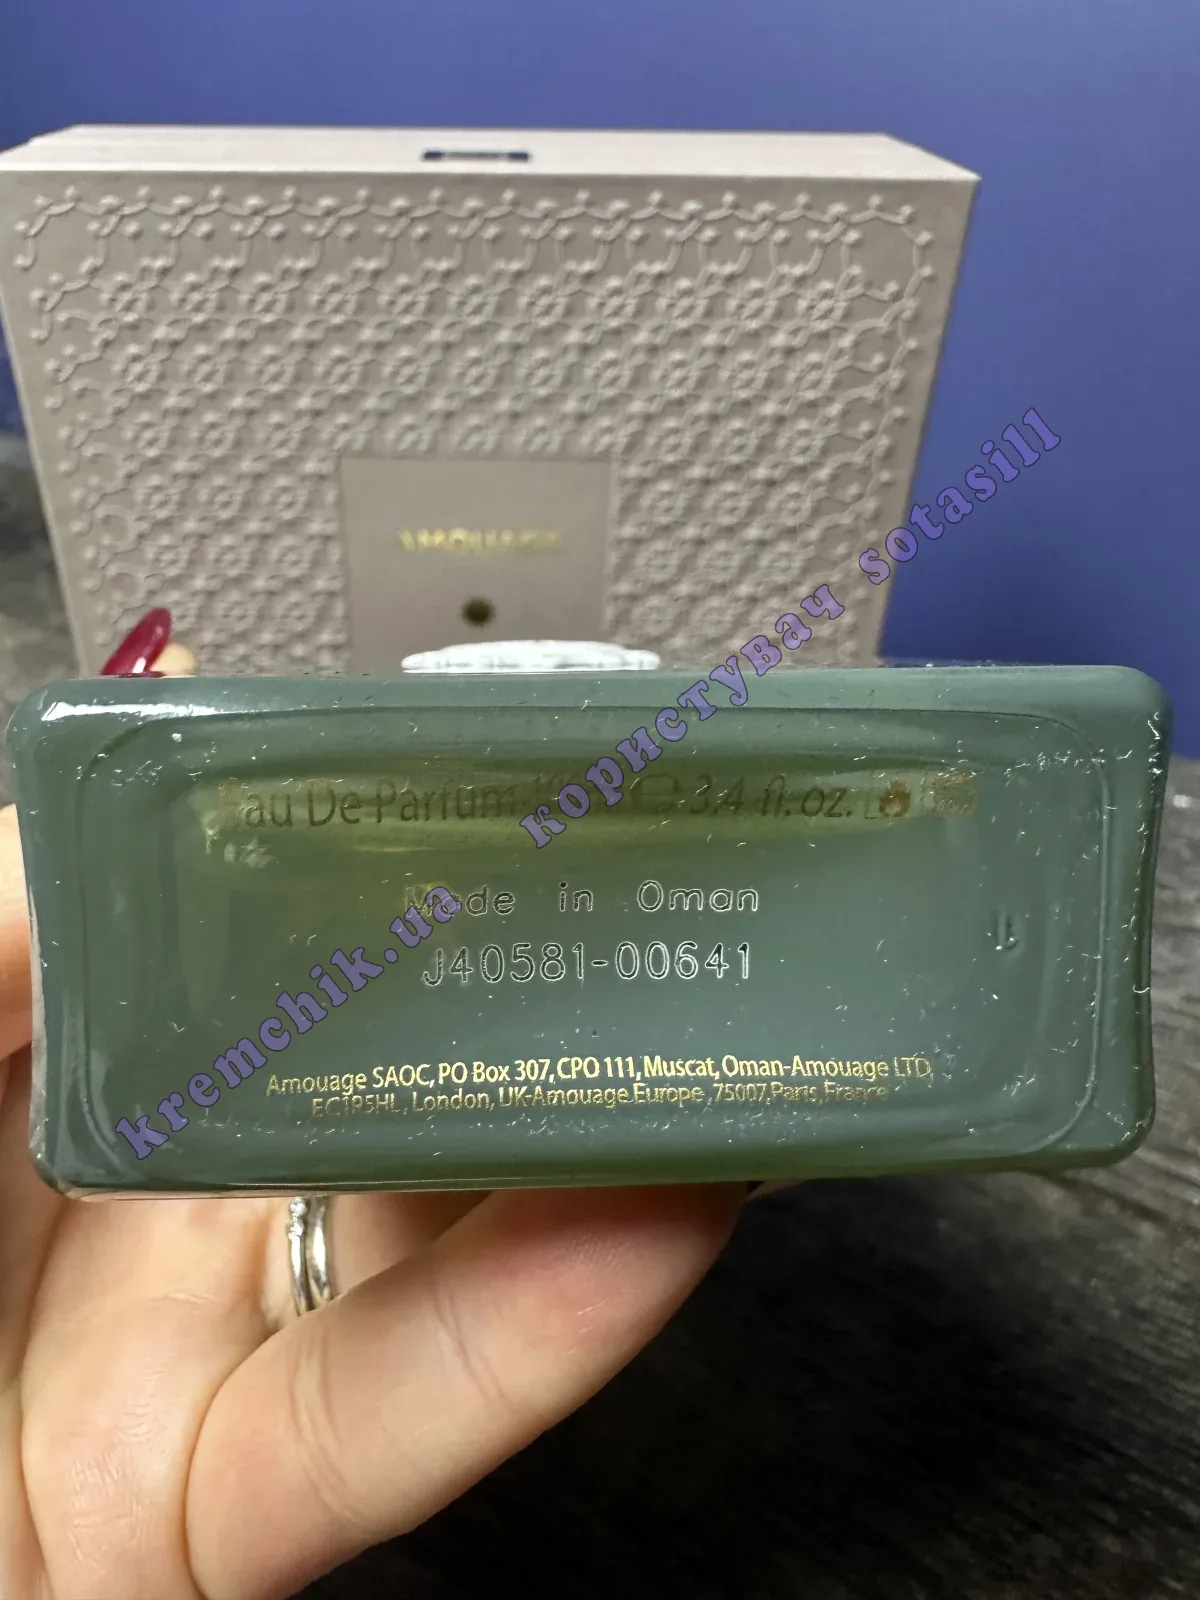 AMOUAGE
Eau De Parfum 3.4 fl. oz.
Made in Oman
J40581-00641
Amouage SAOC, PO Box 307, CPO 111, Muscat, Oman-Amouage LTD,
EC1R5HL, London, UK-Amouage Europe, 75007, Paris, France
kremchik.ua користувач sotasill